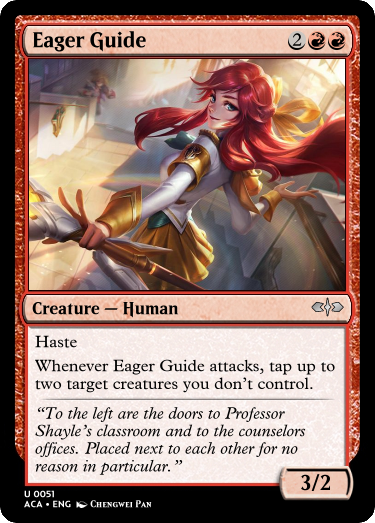 Eager Guide 2
Creature — Human
Haste
Whenever Eager Guide attacks, tap up to
two target creatures you don't control.
"To the left are the doors to Professor
Shayle's classroom and to the counselors
offices. Placed next to each other for no
reason in particular."
3/2
U 0051
ACA • ENG Chengwei Pan